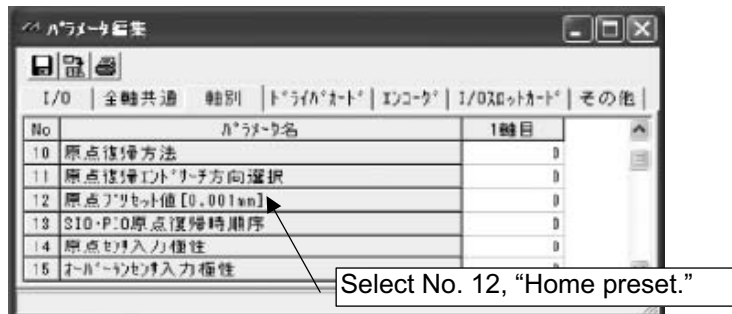 パラメータ編集
I/O 全軸共通 軸別 ドライバカード エンコーダ I/Oスロットカード その他
No パラメータ名 1軸目
10 原点復帰方法 0
11 原点復帰エンドサーチ方向選択 0
12 原点プリセット値[0.001mm] 0
13 SIO・PIO原点復帰時順序 0
14 原点センサ入力極性 0
15 オーバーランセンサ入力極性 0
Select No. 12, “Home preset.”